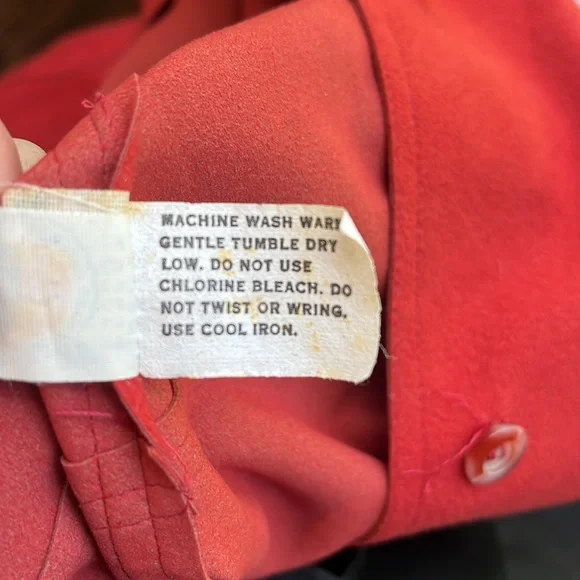 MACHINE WASH WARM
GENTLE TUMBLE DRY
LOW. DO NOT USE
CHLORINE BLEACH. DO
NOT TWIST OR WRING.
USE COOL IRON.